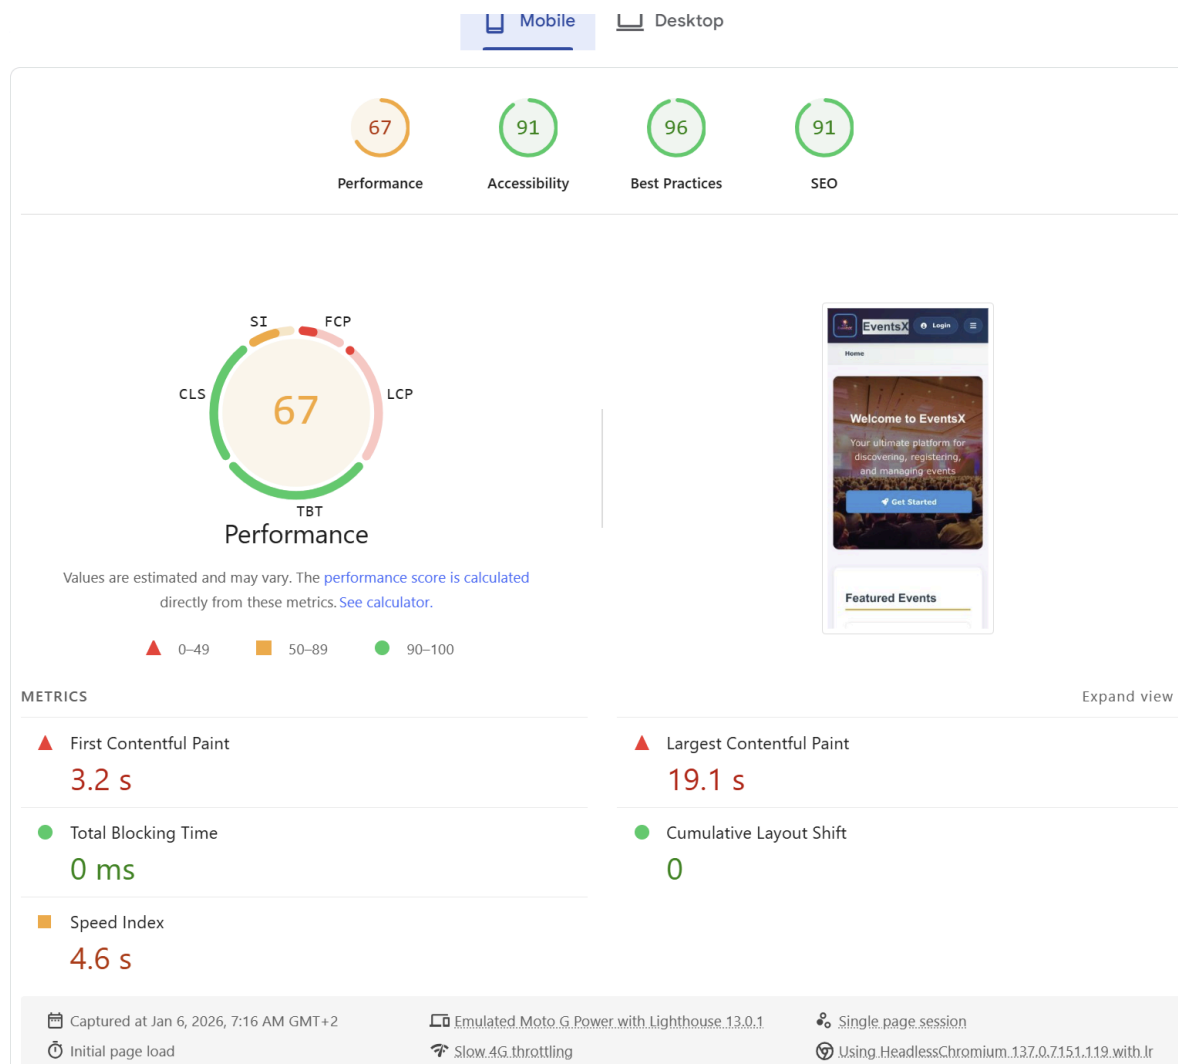 Mobile
Desktop
67
91
96
91
Performance
Accessibility
Best Practices
SEO
SI
FCP
CLS
LCP
67
TBT
Performance
Values are estimated and may vary. The performance score is calculated
directly from these metrics. See calculator.
0–49
50–89
90–100
EventsX
Login
Home
Welcome to EventsX
Your ultimate platform for
discovering, registering,
and managing events
Get Started
Featured Events
METRICS
Expand view
First Contentful Paint
3.2 s
Largest Contentful Paint
19.1 s
Total Blocking Time
0 ms
Cumulative Layout Shift
0
Speed Index
4.6 s
Captured at Jan 6, 2026, 7:16 AM GMT+2
Emulated Moto G Power with Lighthouse 13.0.1
Single page session
Initial page load
Slow 4G throttling
Using HeadlessChromium 137.0.7151.119 with lr